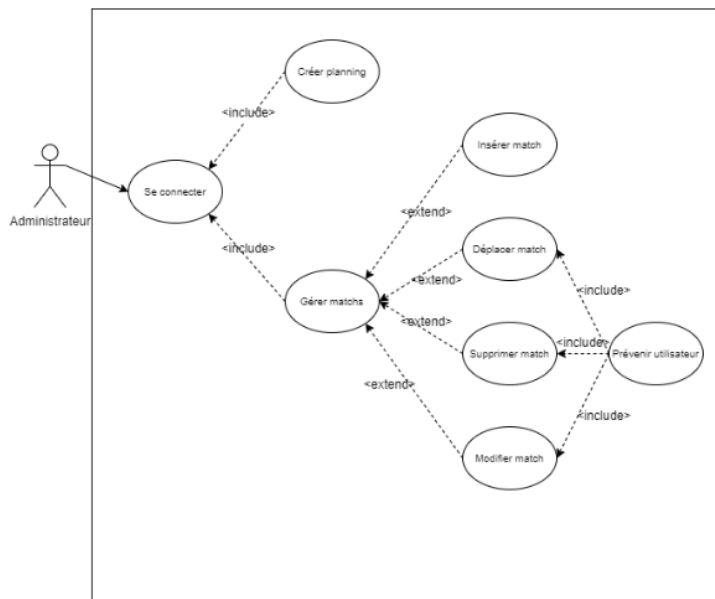 Créer planning
<include>
Insérer match
Se connecter
Administrateur
<extend>
<include>
Déplacer match
<extend>
<include>
Gérer matchs
<extend>
<include>
Supprimer match
Prévenir utilisateur
<extend>
<include>
Modifier match